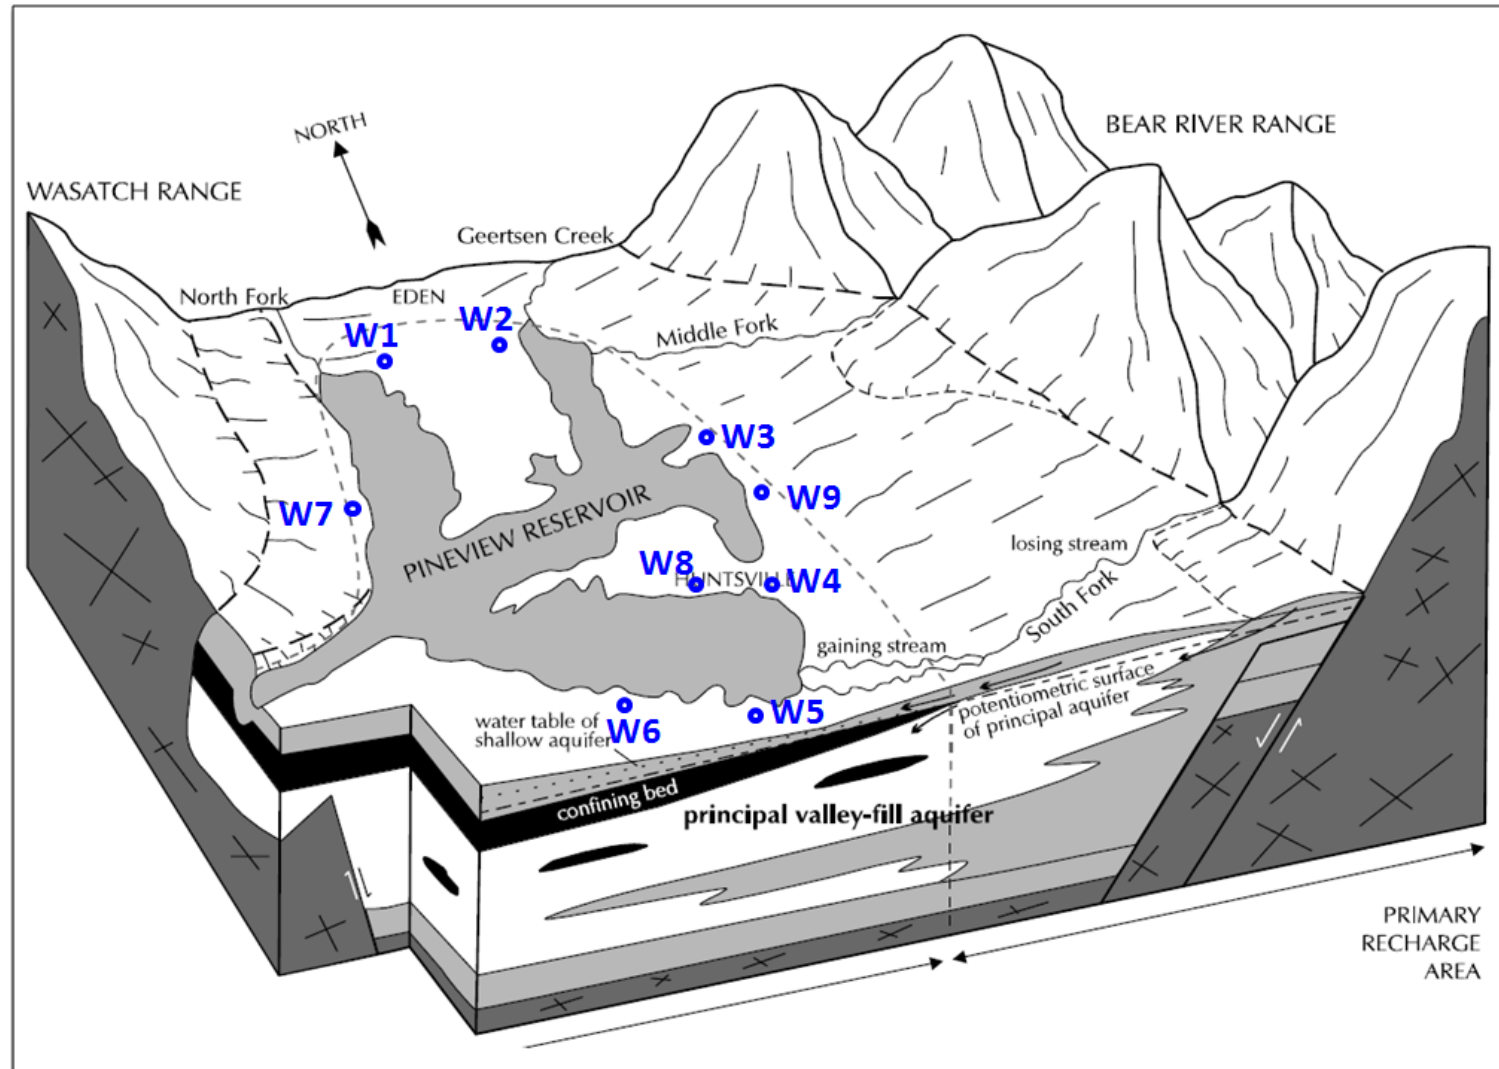 NORTH
BEAR RIVER RANGE
WASATCH RANGE
Geertsen Creek
North Fork
EDEN
W1
W2
Middle Fork
W3
W7
W9
PINEVIEW RESERVOIR
losing stream
W8
HUNTSVILLE
W4
South Fork
gaining stream
potentiometric surface
of principal aquifer
water table of
shallow aquifer
W6
W5
confining bed
principal valley-fill aquifer
PRIMARY
RECHARGE
AREA